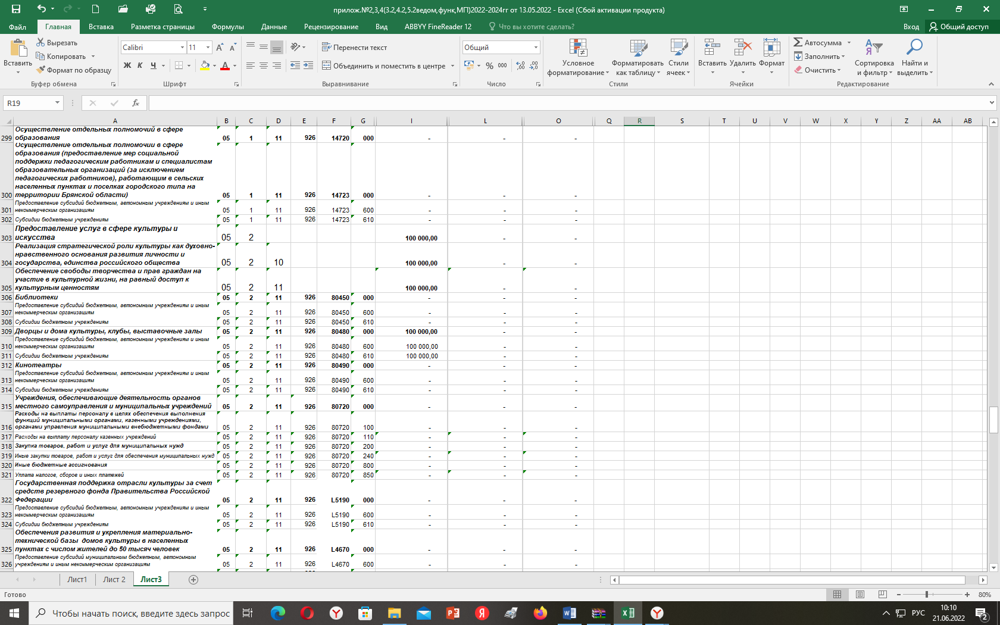 прилож.№2,3,4(3.2,4.2,5.2ведом,функ,МП)2022-2024гг от 13.05.2022 - Excel (Сбой активации продукта)
Файл Главная Вставка Разметка страницы Формулы Данные Рецензирование Вид ABBYY FineReader 12 Что вы хотите сделать? Вход Общий доступ
Вставить
Вырезать
Копировать
Формат по образцу
Буфер обмена
Calibri 11
Ж К Ч
Шрифт
Перенести текст
Объединить и поместить в центре
Выравнивание
Общий
% 000
Число
Условное форматирование
Форматировать как таблицу
Стили ячеек
Стили
Вставить Удалить Формат
Ячейки
Автосумма
Заполнить
Очистить
Сортировка и фильтр
Найти и выделить
Редактирование
R19
fx
A B C D E F G I L O Q R S T U V W X Y Z AA AB
Осуществление отдельных полномочий в сфере
299 образования 05 1 11 926 14720 000 - - -
Осуществление отдельных полномочий в сфере
образования (предоставление мер социальной
поддержки педагогическим работникам и специалистам
образовательных организаций (за исключением
педагогических работников), работающим в сельских
населенных пунктах и поселках городского типа на
300 территории Брянской области) 05 1 11 926 14723 000 - - -
Предоставление субсидий бюджетным, автономным учреждениям и иным
301 некоммерческим организациям 05 1 11 926 14723 600 - - -
302 Субсидии бюджетным учреждениям 05 1 11 926 14723 610 - - -
Предоставление услуг в сфере культуры и
303 искусства 05 2 100 000,00 - -
Реализация стратегической роли культуры как духовно-
нравственного основания развития личности и
304 государства, единства российского общества 05 2 10 100 000,00 - -
Обеспечение свободы творчества и прав граждан на
участие в культурной жизни, на равный доступ к
305 культурным ценностям 05 2 11 100 000,00 - -
306 Библиотеки 05 2 11 926 80450 000 - - -
Предоставление субсидий бюджетным, автономным учреждениям и иным
307 некоммерческим организациям 05 2 11 926 80450 600 - - -
308 Субсидии бюджетным учреждениям 05 2 11 926 80450 610 - - -
309 Дворцы и дома культуры, клубы, выставочные залы 05 2 11 926 80480 000 100 000,00 - -
Предоставление субсидий бюджетным, автономным учреждениям и иным
310 некоммерческим организациям 05 2 11 926 80480 600 100 000,00 - -
311 Субсидии бюджетным учреждениям 05 2 11 926 80480 610 100 000,00 - -
312 Кинотеатры 05 2 11 926 80490 000 - - -
Предоставление субсидий бюджетным, автономным учреждениям и иным
313 некоммерческим организациям 05 2 11 926 80490 600 - - -
314 Субсидии бюджетным учреждениям 05 2 11 926 80490 610 - - -
Учреждения, обеспечивающие деятельность органов
315 местного самоуправления и муниципальных учреждений 05 2 11 926 80720 000 - - -
Расходы на выплаты персоналу в целях обеспечения выполнения
функций муниципальными органами, казенными учреждениями,
316 органами управления муниципальными внебюджетными фондами 05 2 11 926 80720 100 - - -
317 Расходы на выплату персоналу казенных учреждений 05 2 11 926 80720 110 - - -
318 Закупка товаров, работ и услуг для муниципальных нужд 05 2 11 926 80720 200 - - -
319 Иные закупки товаров, работ и услуг для обеспечения муниципальных нужд 05 2 11 926 80720 240 - - -
320 Иные бюджетные ассигнования 05 2 11 926 80720 800 - - -
321 Уплата налогов, сборов и иных платежей 05 2 11 926 80720 850 - - -
Государственная поддержка отрасли культуры за счет
средств резервного фонда Правительства Российской
322 Федерации 05 2 11 926 L5190 000 - - -
Предоставление субсидий бюджетным, автономным учреждениям и иным
323 некоммерческим организациям 05 2 11 926 L5190 600 - - -
324 Субсидии бюджетным учреждениям 05 2 11 926 L5190 610 - - -
Обеспечения развития и укрепления материально-
технической базы домов культуры в населенных
325 пунктах с числом жителей до 50 тысяч человек 05 2 11 926 L4670 000 - - -
Предоставление субсидий муниципальным бюджетным, автономным
326 учреждениям и иным некоммерческим организациям 05 2 11 926 L4670 600 - - -
Лист1 Лист 2 Лист3
Готово 80%
Чтобы начать поиск, введите здесь запрос
РУС
10:10
21.06.2022
2